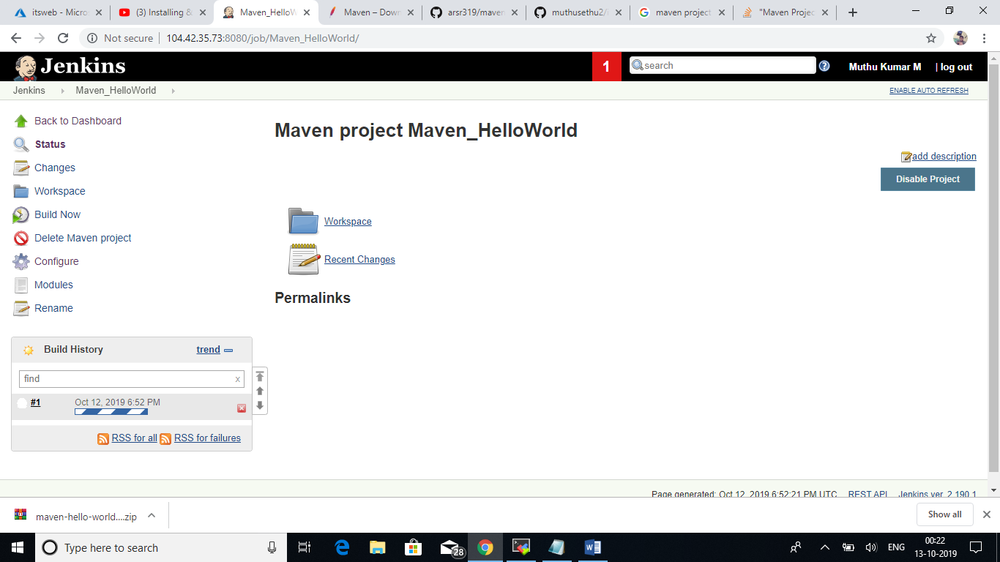 itsweb - Micros
(3) Installing &
Maven_HelloW
Maven – Down
arsr319/maven
muthusethu2/
maven project
"Maven Projec
Not secure 104.42.35.73:8080/job/Maven_HelloWorld/
Jenkins
1
search
Muthu Kumar M
| log out
Jenkins Maven_HelloWorld
ENABLE AUTO REFRESH
Back to Dashboard
Status
Changes
Workspace
Build Now
Delete Maven project
Configure
Modules
Rename
Maven project Maven_HelloWorld
add description
Disable Project
Workspace
Recent Changes
Permalinks
Build History trend
find x
#1 Oct 12, 2019 6:52 PM
RSS for all RSS for failures
Page generated: Oct 12, 2019 6:52:21 PM UTC REST API Jenkins ver. 2.190.1
maven-hello-world....zip
Show all
Type here to search
28
ENG
00:22
13-10-2019